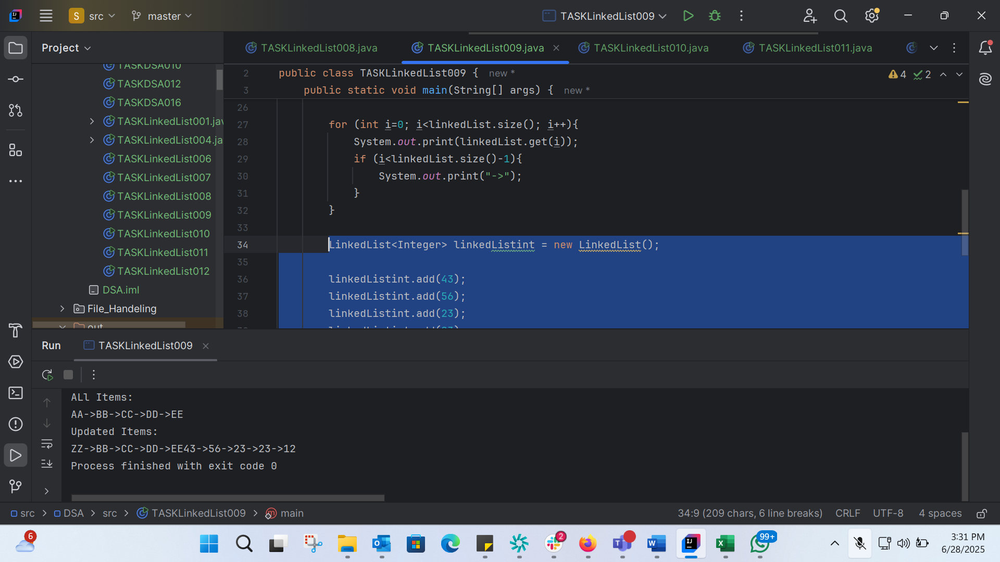 S src master TASKLinkedList009
Project
TASKLinkedList008.java TASKLinkedList009.java TASKLinkedList010.java TASKLinkedList011.java
TASKDSA010
TASKDSA012
TASKDSA016
TASKLinkedList001.jav
TASKLinkedList004.ja
TASKLinkedList006
TASKLinkedList007
TASKLinkedList008
TASKLinkedList009
TASKLinkedList010
TASKLinkedList011
TASKLinkedList012
DSA.iml
File_Handeling
out
4 2
2 public class TASKLinkedList009 { new *
3 public static void main(String[] args) { new *
26
27 for (int i=0; i<linkedList.size(); i++){
28 System.out.print(linkedList.get(i));
29 if (i<linkedList.size()-1){
30 System.out.print("->");
31 }
32 }
33
34 LinkedList<Integer> linkedListint = new LinkedList();
35
36 linkedListint.add(43);
37 linkedListint.add(56);
38 linkedListint.add(23);
Run TASKLinkedList009
ALl Items:
AA->BB->CC->DD->EE
Updated Items:
ZZ->BB->CC->DD->EE43->56->23->23->12
Process finished with exit code 0
src > DSA > src > TASKLinkedList009 > main
34:9 (209 chars, 6 line breaks) CRLF UTF-8 4 spaces
6
2
99+
3:31 PM
6/28/2025